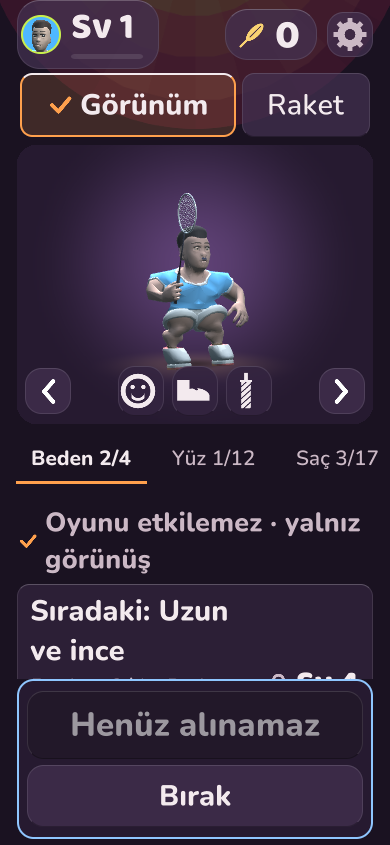 Sv 1
0
Görünüm
Raket
Beden 2/4
Yüz 1/12
Saç 3/17
Oyunu etkilemez · yalnız
görünüş
Sıradaki: Uzun
ve ince
Henüz alınamaz
Bırak